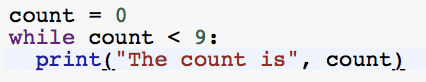 count = 0
while count < 9:
  print("The count is", count)